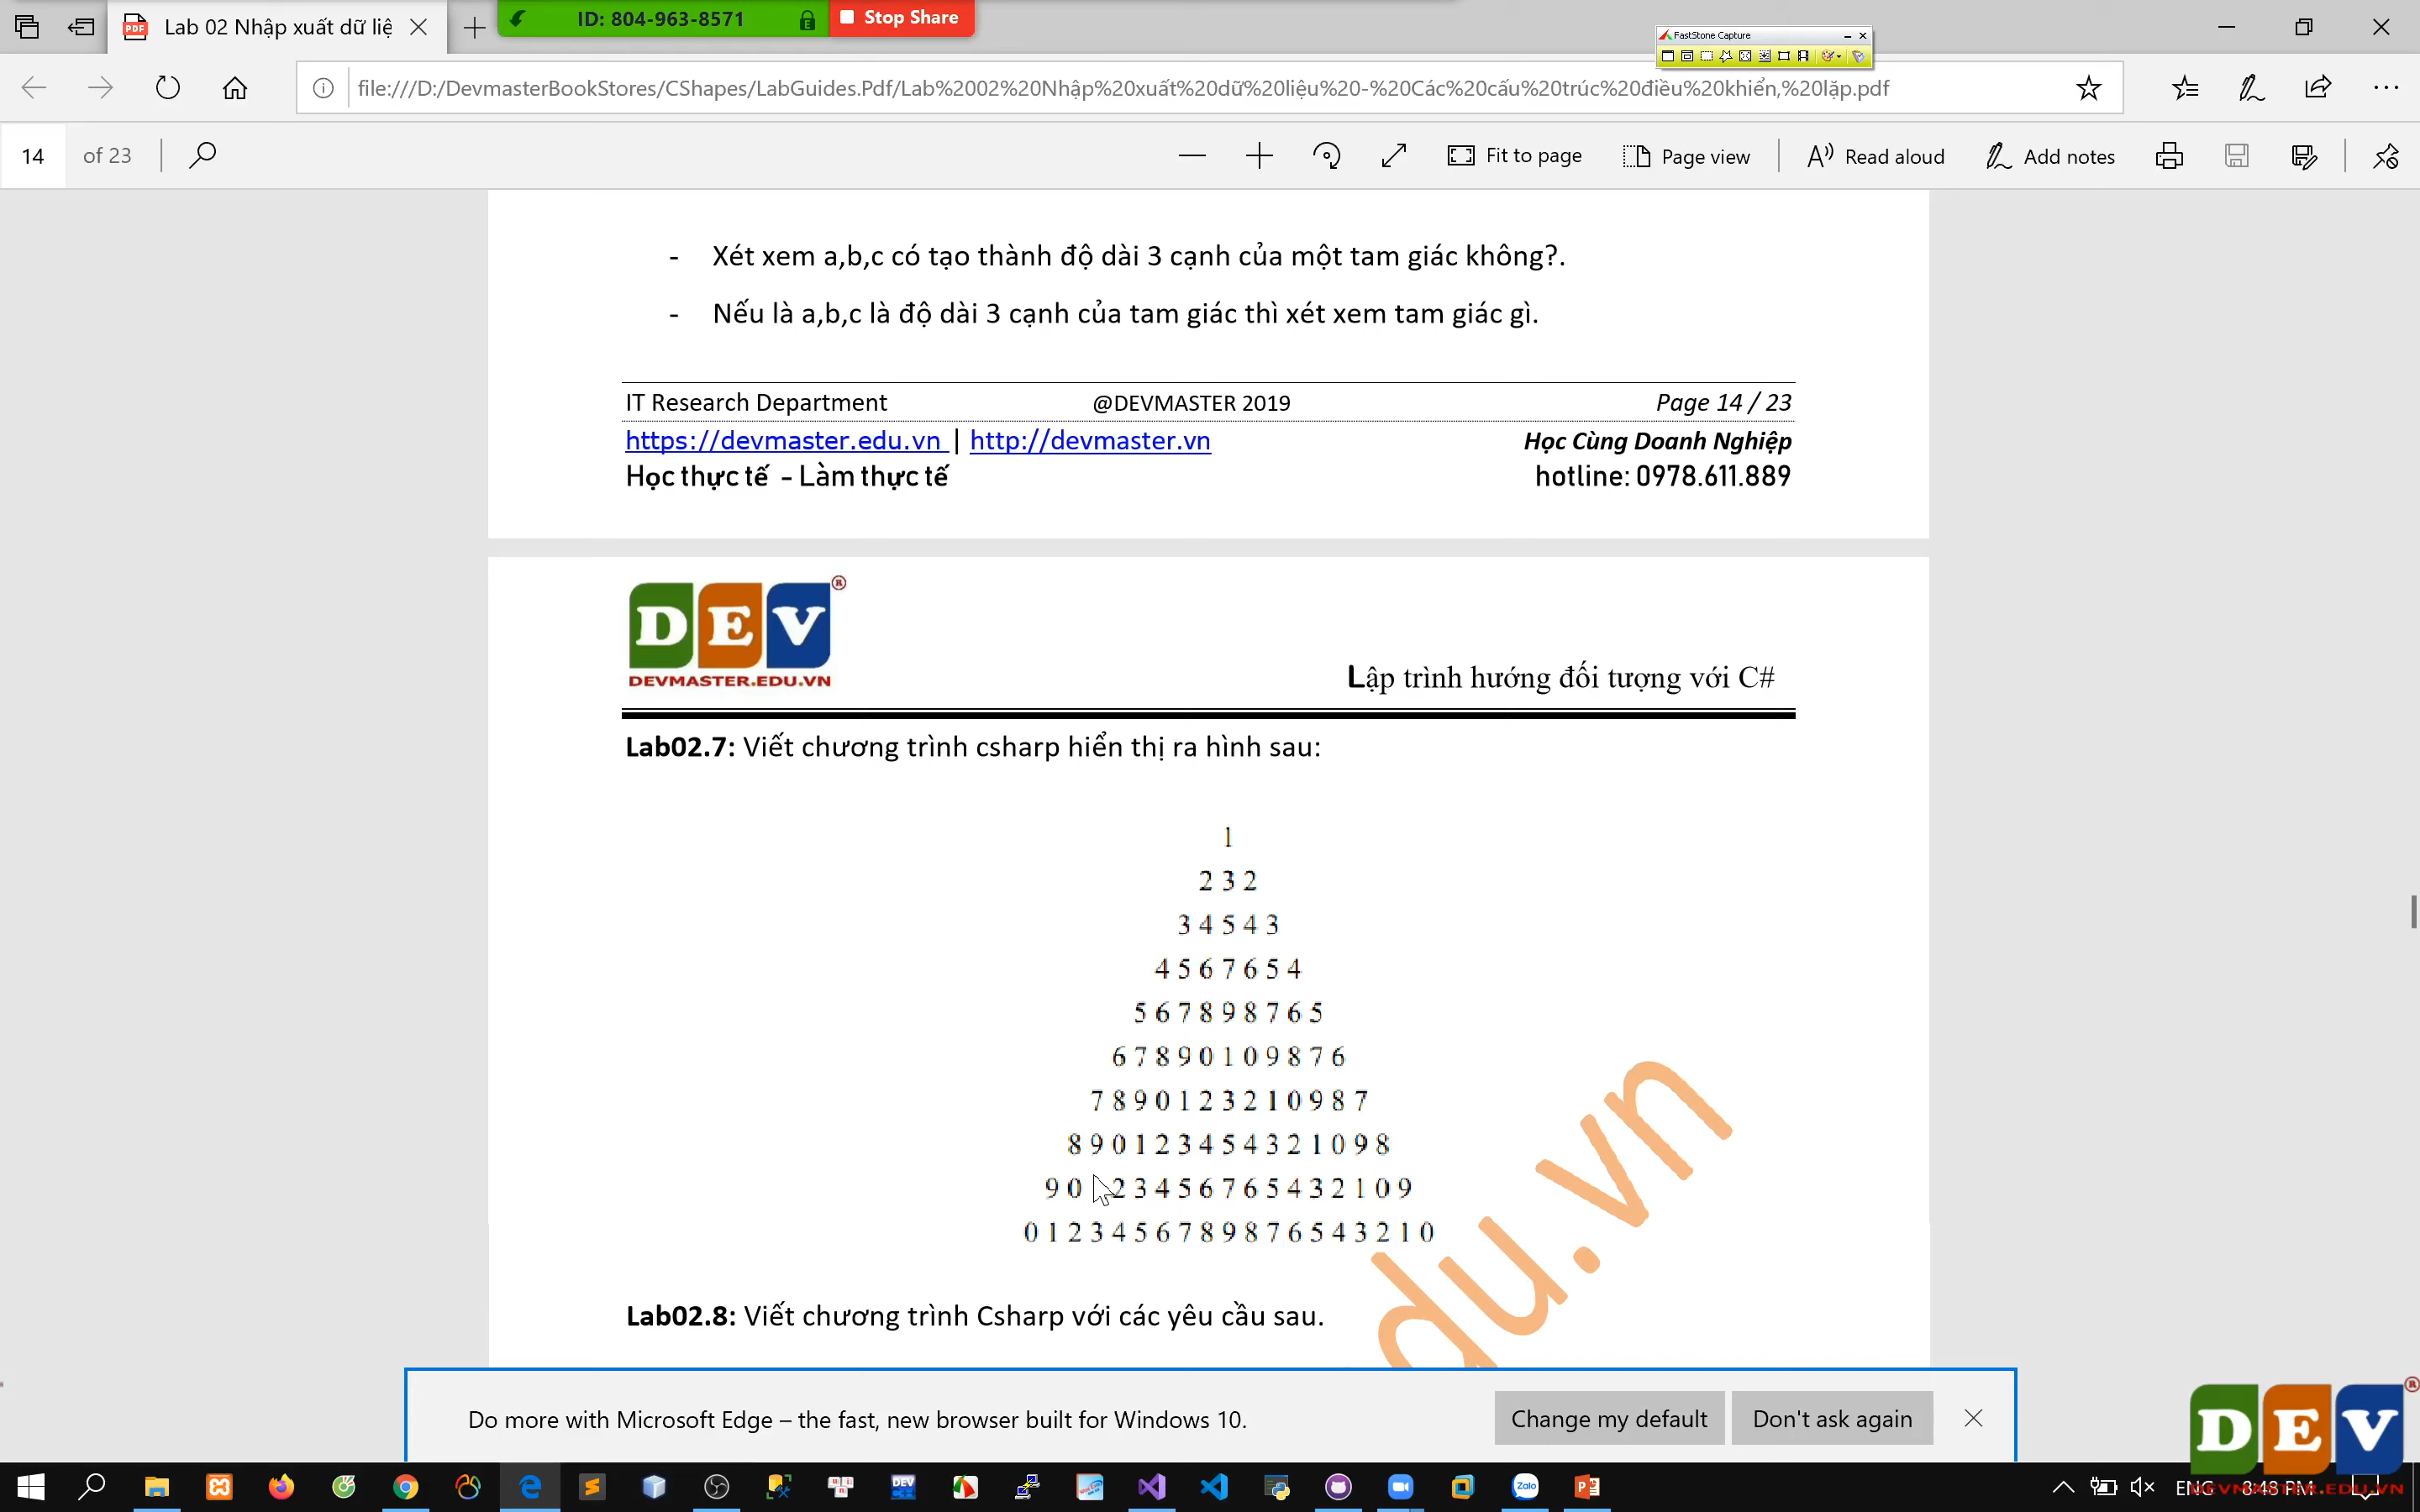 Lab 02 Nhập xuất dữ liệ
ID: 804-963-8571
Stop Share
FastStone Capture
file:///D:/DevmasterBookStores/CShapes/LabGuides.Pdf/Lab%2002%20Nhập%20xuất%20dữ%20liệu%20-%20Các%20cấu%20trúc%20điều%20khiển,%20lặp.pdf
14 of 23
Fit to page
Page view
Read aloud
Add notes
- Xét xem a,b,c có tạo thành độ dài 3 cạnh của một tam giác không?.
- Nếu là a,b,c là độ dài 3 cạnh của tam giác thì xét xem tam giác gì.
IT Research Department @DEVMASTER 2019 Page 14 / 23
https://devmaster.edu.vn | http://devmaster.vn Học Cùng Doanh Nghiệp
Học thực tế - Làm thực tế hotline: 0978.611.889
DEV®
DEVMASTER.EDU.VN
Lập trình hướng đối tượng với C#
Lab02.7: Viết chương trình csharp hiển thị ra hình sau:
1
2 3 2
3 4 5 4 3
4 5 6 7 6 5 4
5 6 7 8 9 8 7 6 5
6 7 8 9 0 1 0 9 8 7 6
7 8 9 0 1 2 3 2 1 0 9 8 7
8 9 0 1 2 3 4 5 4 3 2 1 0 9 8
9 0 2 3 4 5 6 7 6 5 4 3 2 1 0 9
0 1 2 3 4 5 6 7 8 9 8 7 6 5 4 3 2 1 0
du.vn
Lab02.8: Viết chương trình Csharp với các yêu cầu sau.
Do more with Microsoft Edge – the fast, new browser built for Windows 10.
Change my default
Don't ask again
DEV®
ENG 8:48 PM
DEVMASTER.EDU.VN